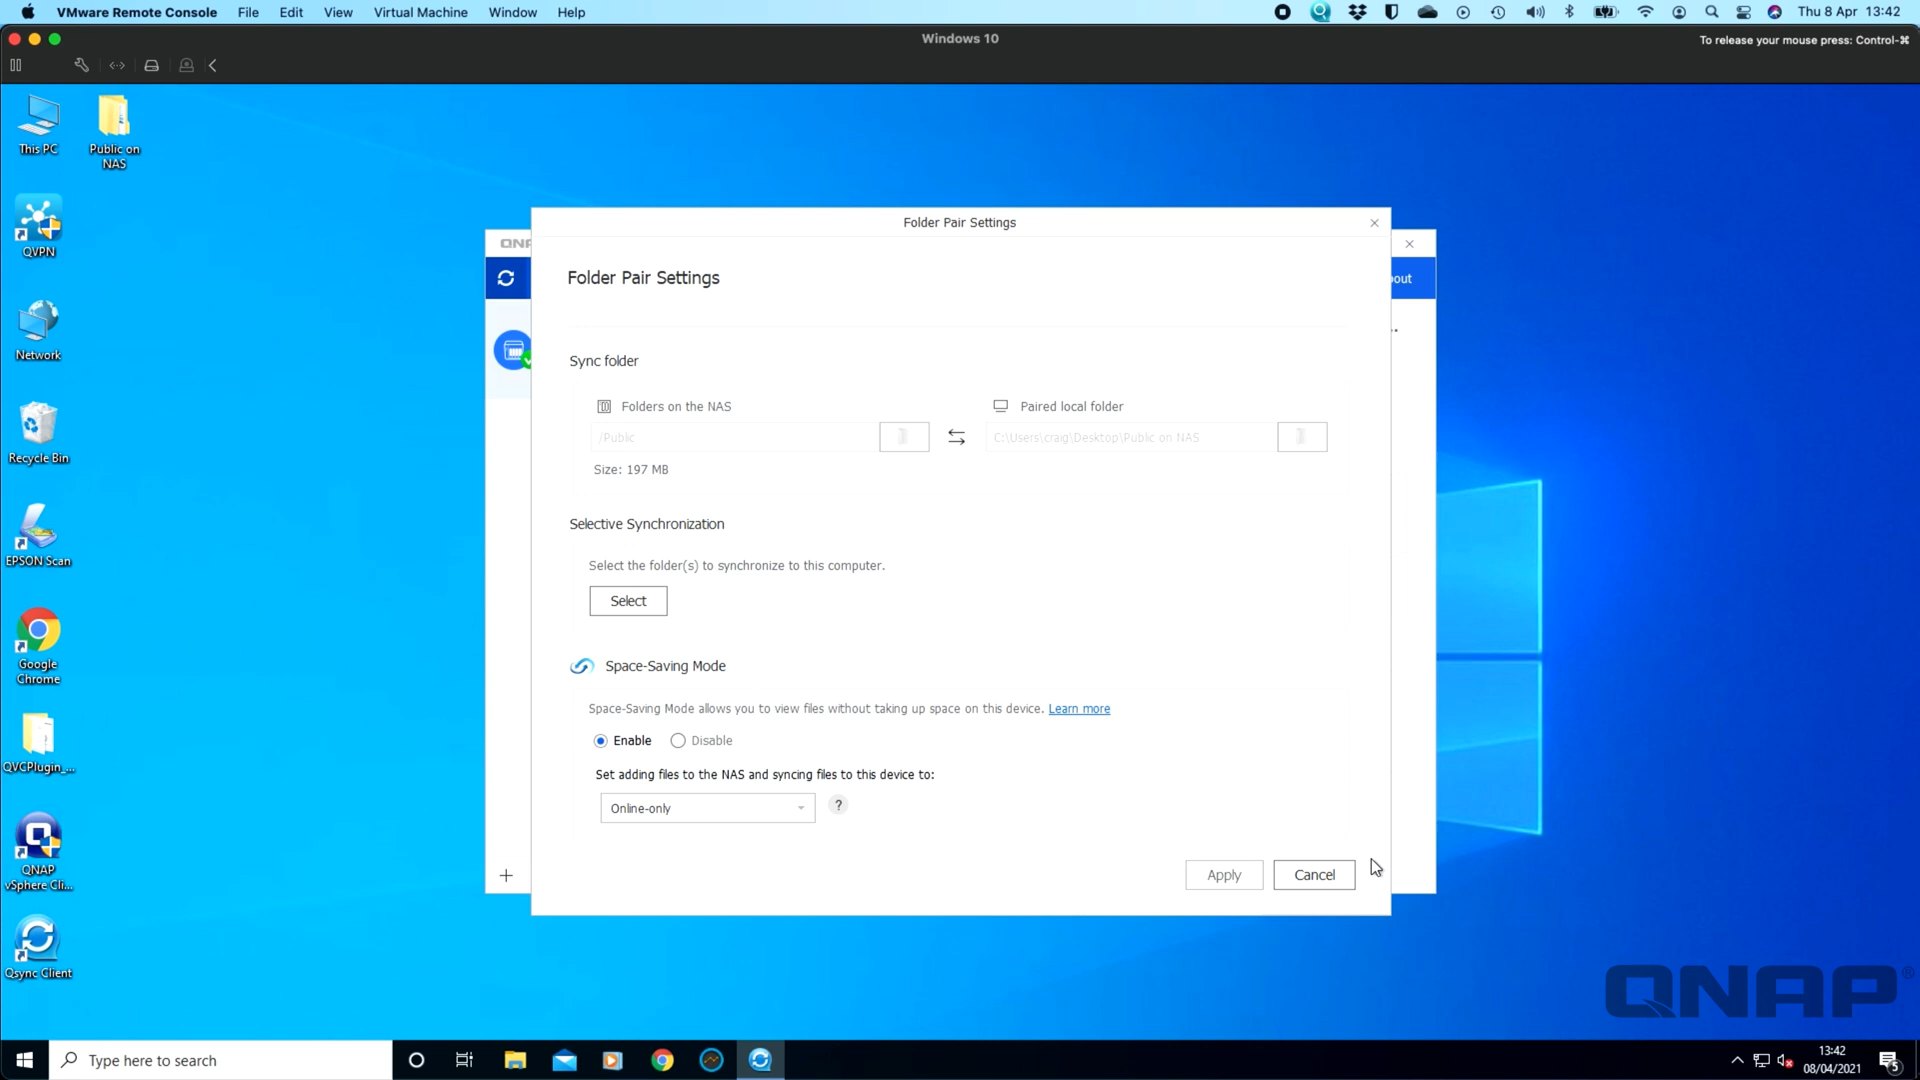 VMware Remote Console File Edit View Virtual Machine Window Help Thu 8 Apr 13:42
Windows 10
To release your mouse press: Control-⌘
This PC
Public on
NAS
QVPN
Network
Recycle Bin
EPSON Scan
Google
Chrome
QVCPlugin_...
QNAP
vSphere Cli...
Qsync Client
Folder Pair Settings
out
Folder Pair Settings
Sync folder
Folders on the NAS
Paired local folder
/Public
C:\Users\craig\Desktop\Public on NAS
Size: 197 MB
Selective Synchronization
Select the folder(s) to synchronize to this computer.
Select
Space-Saving Mode
Space-Saving Mode allows you to view files without taking up space on this device. Learn more
Enable Disable
Set adding files to the NAS and syncing files to this device to:
Online-only
?
Apply Cancel
QNAP®
Type here to search
13:42
08/04/2021
5